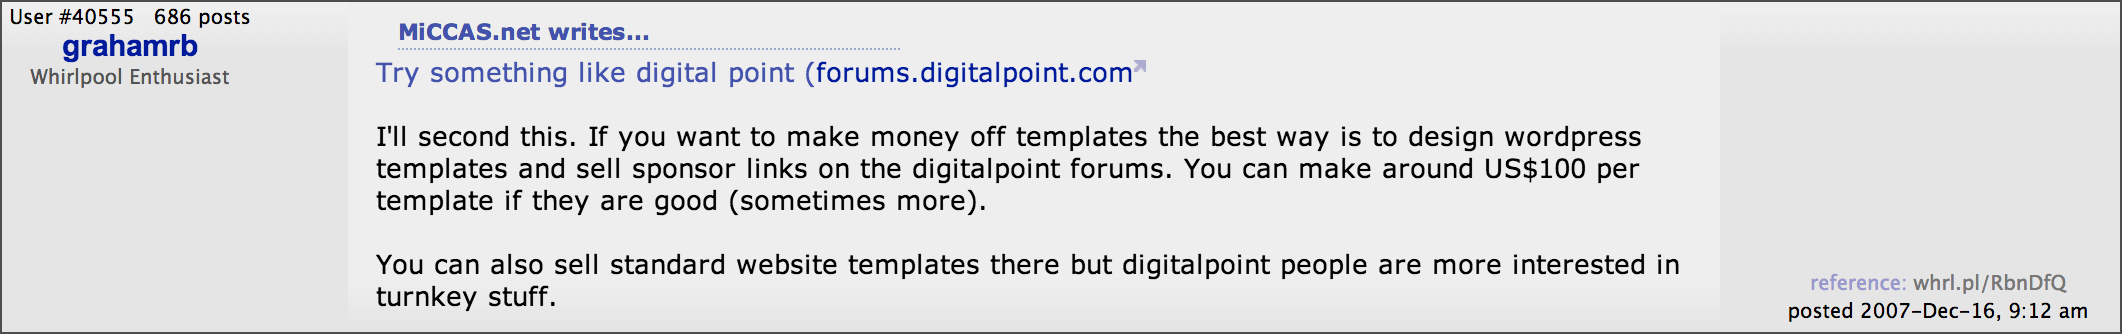 User #40555   686 posts
grahamrb
Whirlpool Enthusiast
MiCCAS.net writes...
Try something like digital point (forums.digitalpoint.com
I'll second this. If you want to make money off templates the best way is to design wordpress
templates and sell sponsor links on the digitalpoint forums. You can make around US$100 per
template if they are good (sometimes more).
You can also sell standard website templates there but digitalpoint people are more interested in
turnkey stuff.
reference: whrl.pl/RbnDfQ
posted 2007-Dec-16, 9:12 am